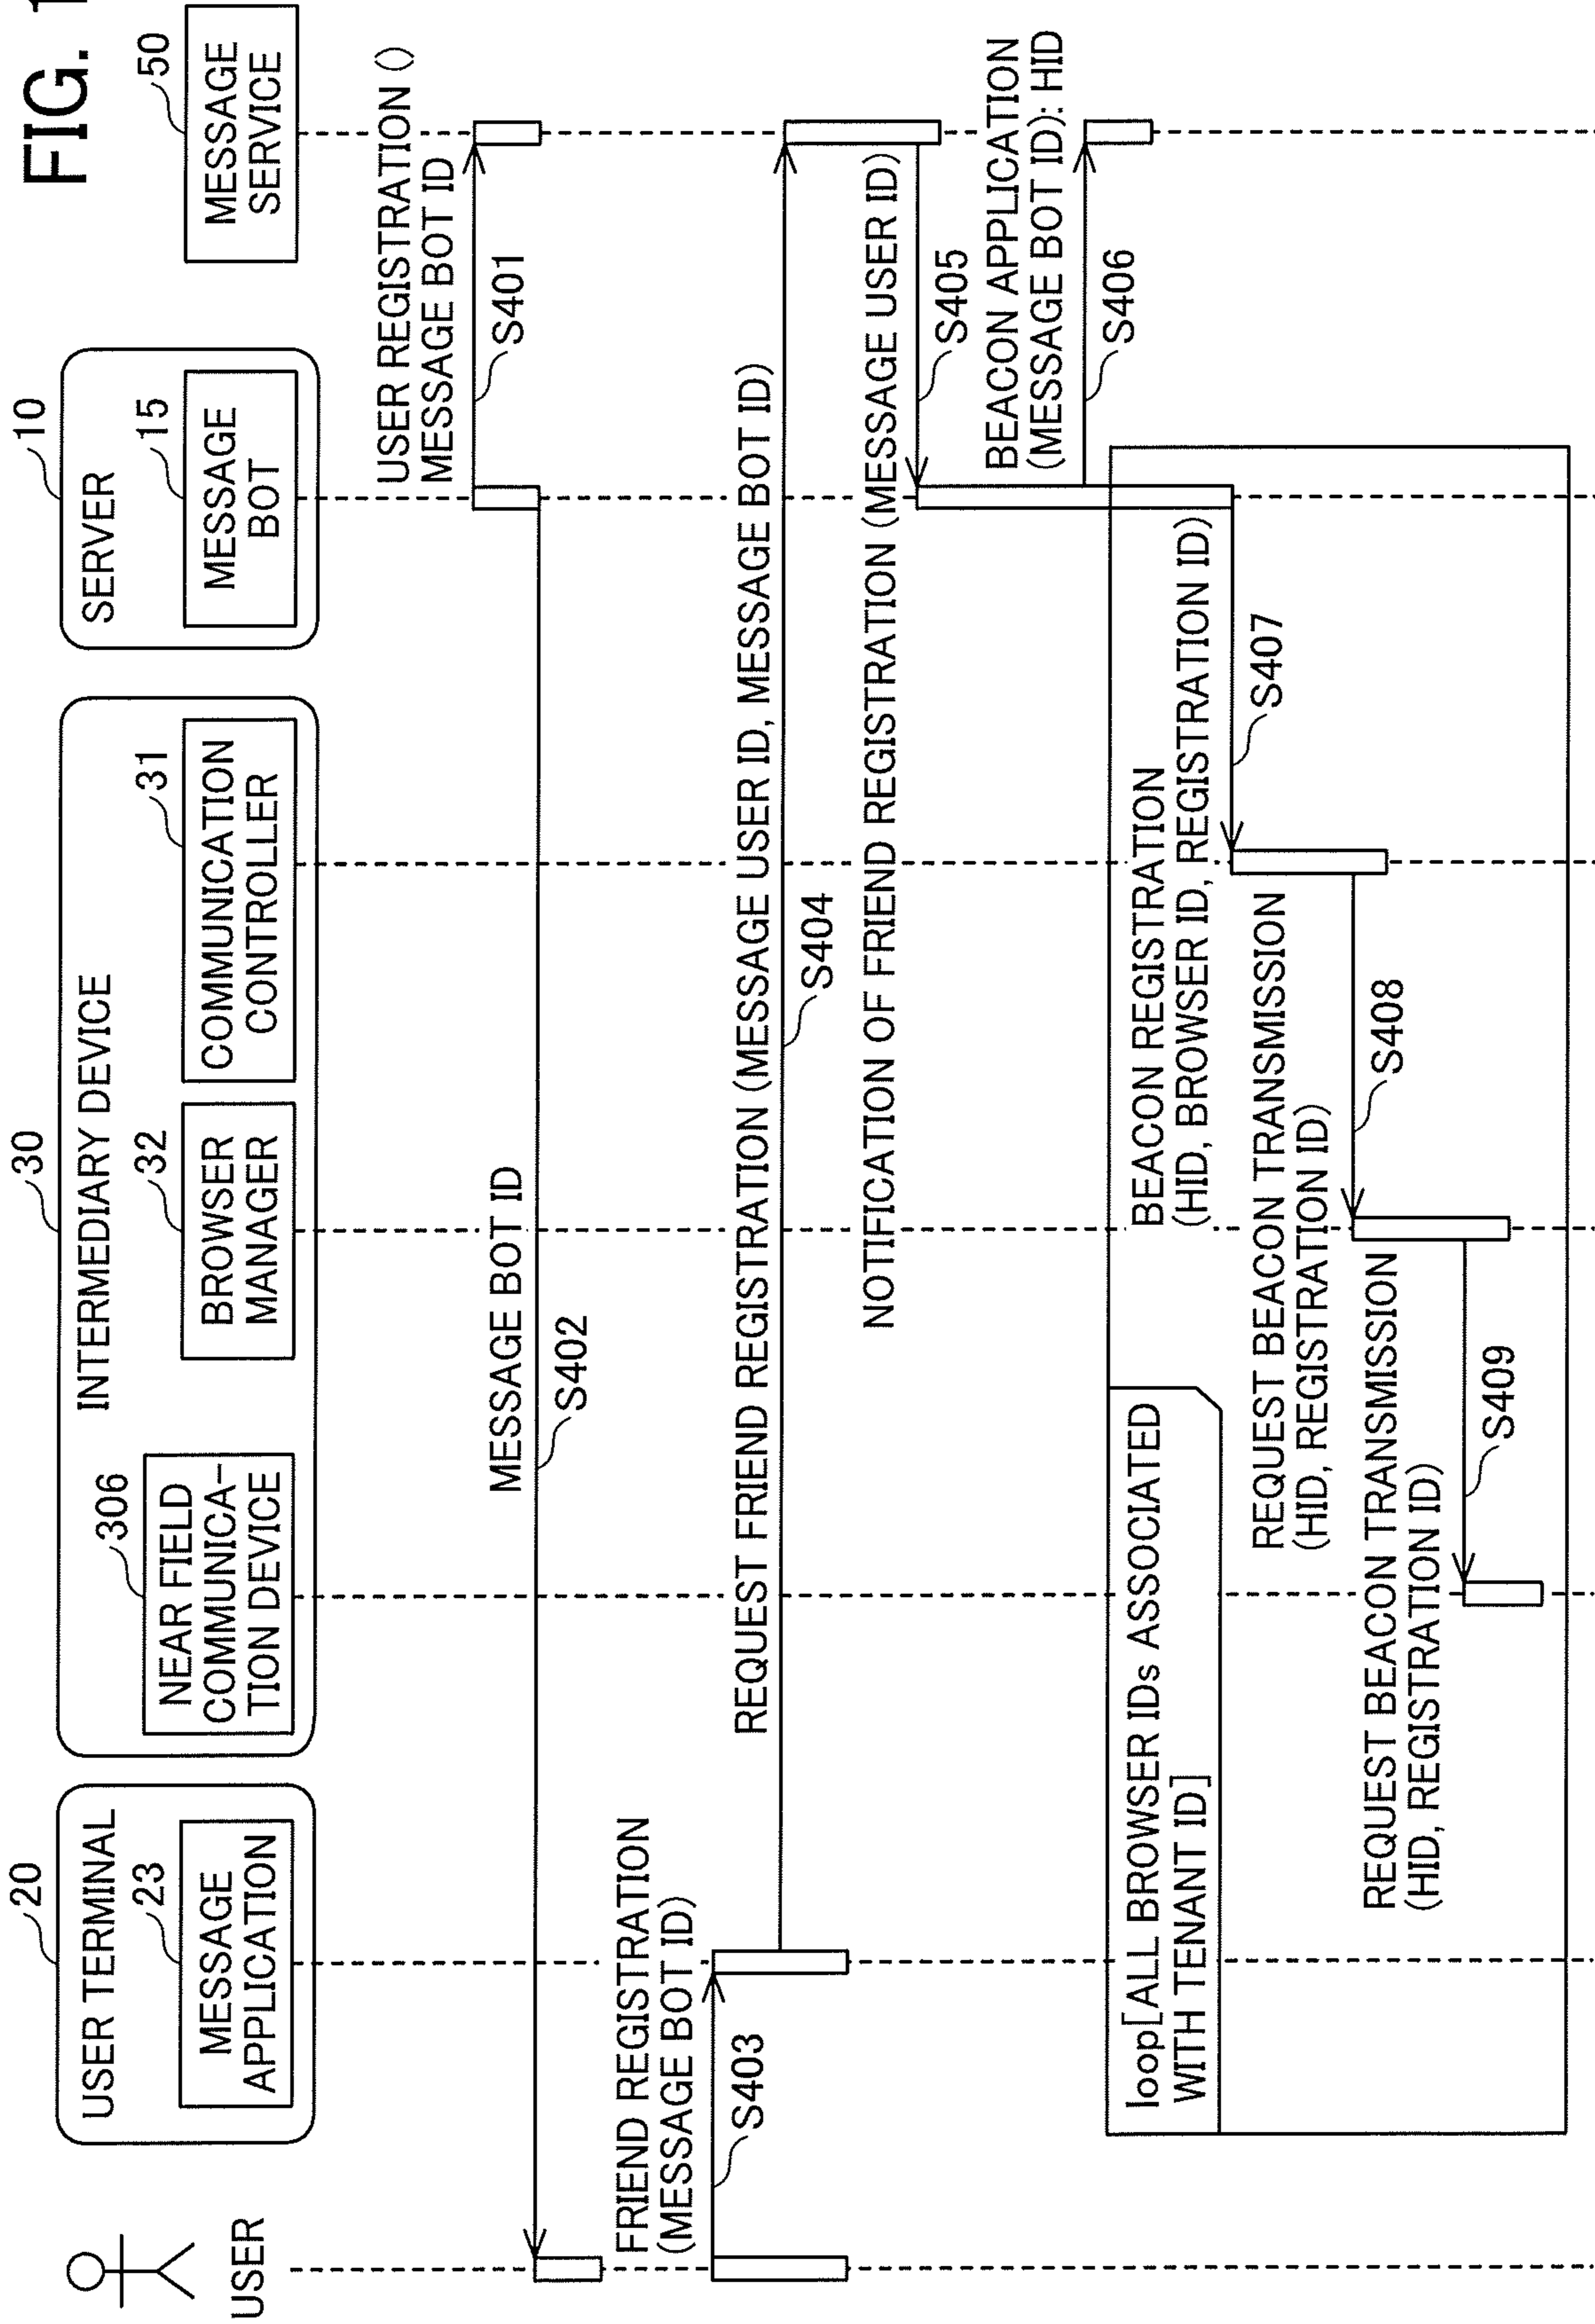 FIG. 1
USER
20
USER TERMINAL
23
MESSAGE
APPLICATION
30
INTERMEDIARY DEVICE
306
NEAR FIELD
COMMUNICA-
TION DEVICE
32
BROWSER
MANAGER
31
COMMUNICATION
CONTROLLER
10
SERVER
15
MESSAGE
BOT
50
MESSAGE
SERVICE
USER REGISTRATION ()
MESSAGE BOT ID
S401
MESSAGE BOT ID
S402
FRIEND REGISTRATION
(MESSAGE BOT ID)
S403
REQUEST FRIEND REGISTRATION (MESSAGE USER ID, MESSAGE BOT ID)
S404
NOTIFICATION OF FRIEND REGISTRATION (MESSAGE USER ID)
S405
BEACON APPLICATION
(MESSAGE BOT ID): HID
S406
loop[ALL BROWSER IDs ASSOCIATED
WITH TENANT ID]
BEACON REGISTRATION
(HID, BROWSER ID, REGISTRATION ID)
S407
REQUEST BEACON TRANSMISSION
(HID, REGISTRATION ID)
S408
REQUEST BEACON TRANSMISSION
(HID, REGISTRATION ID)
S409